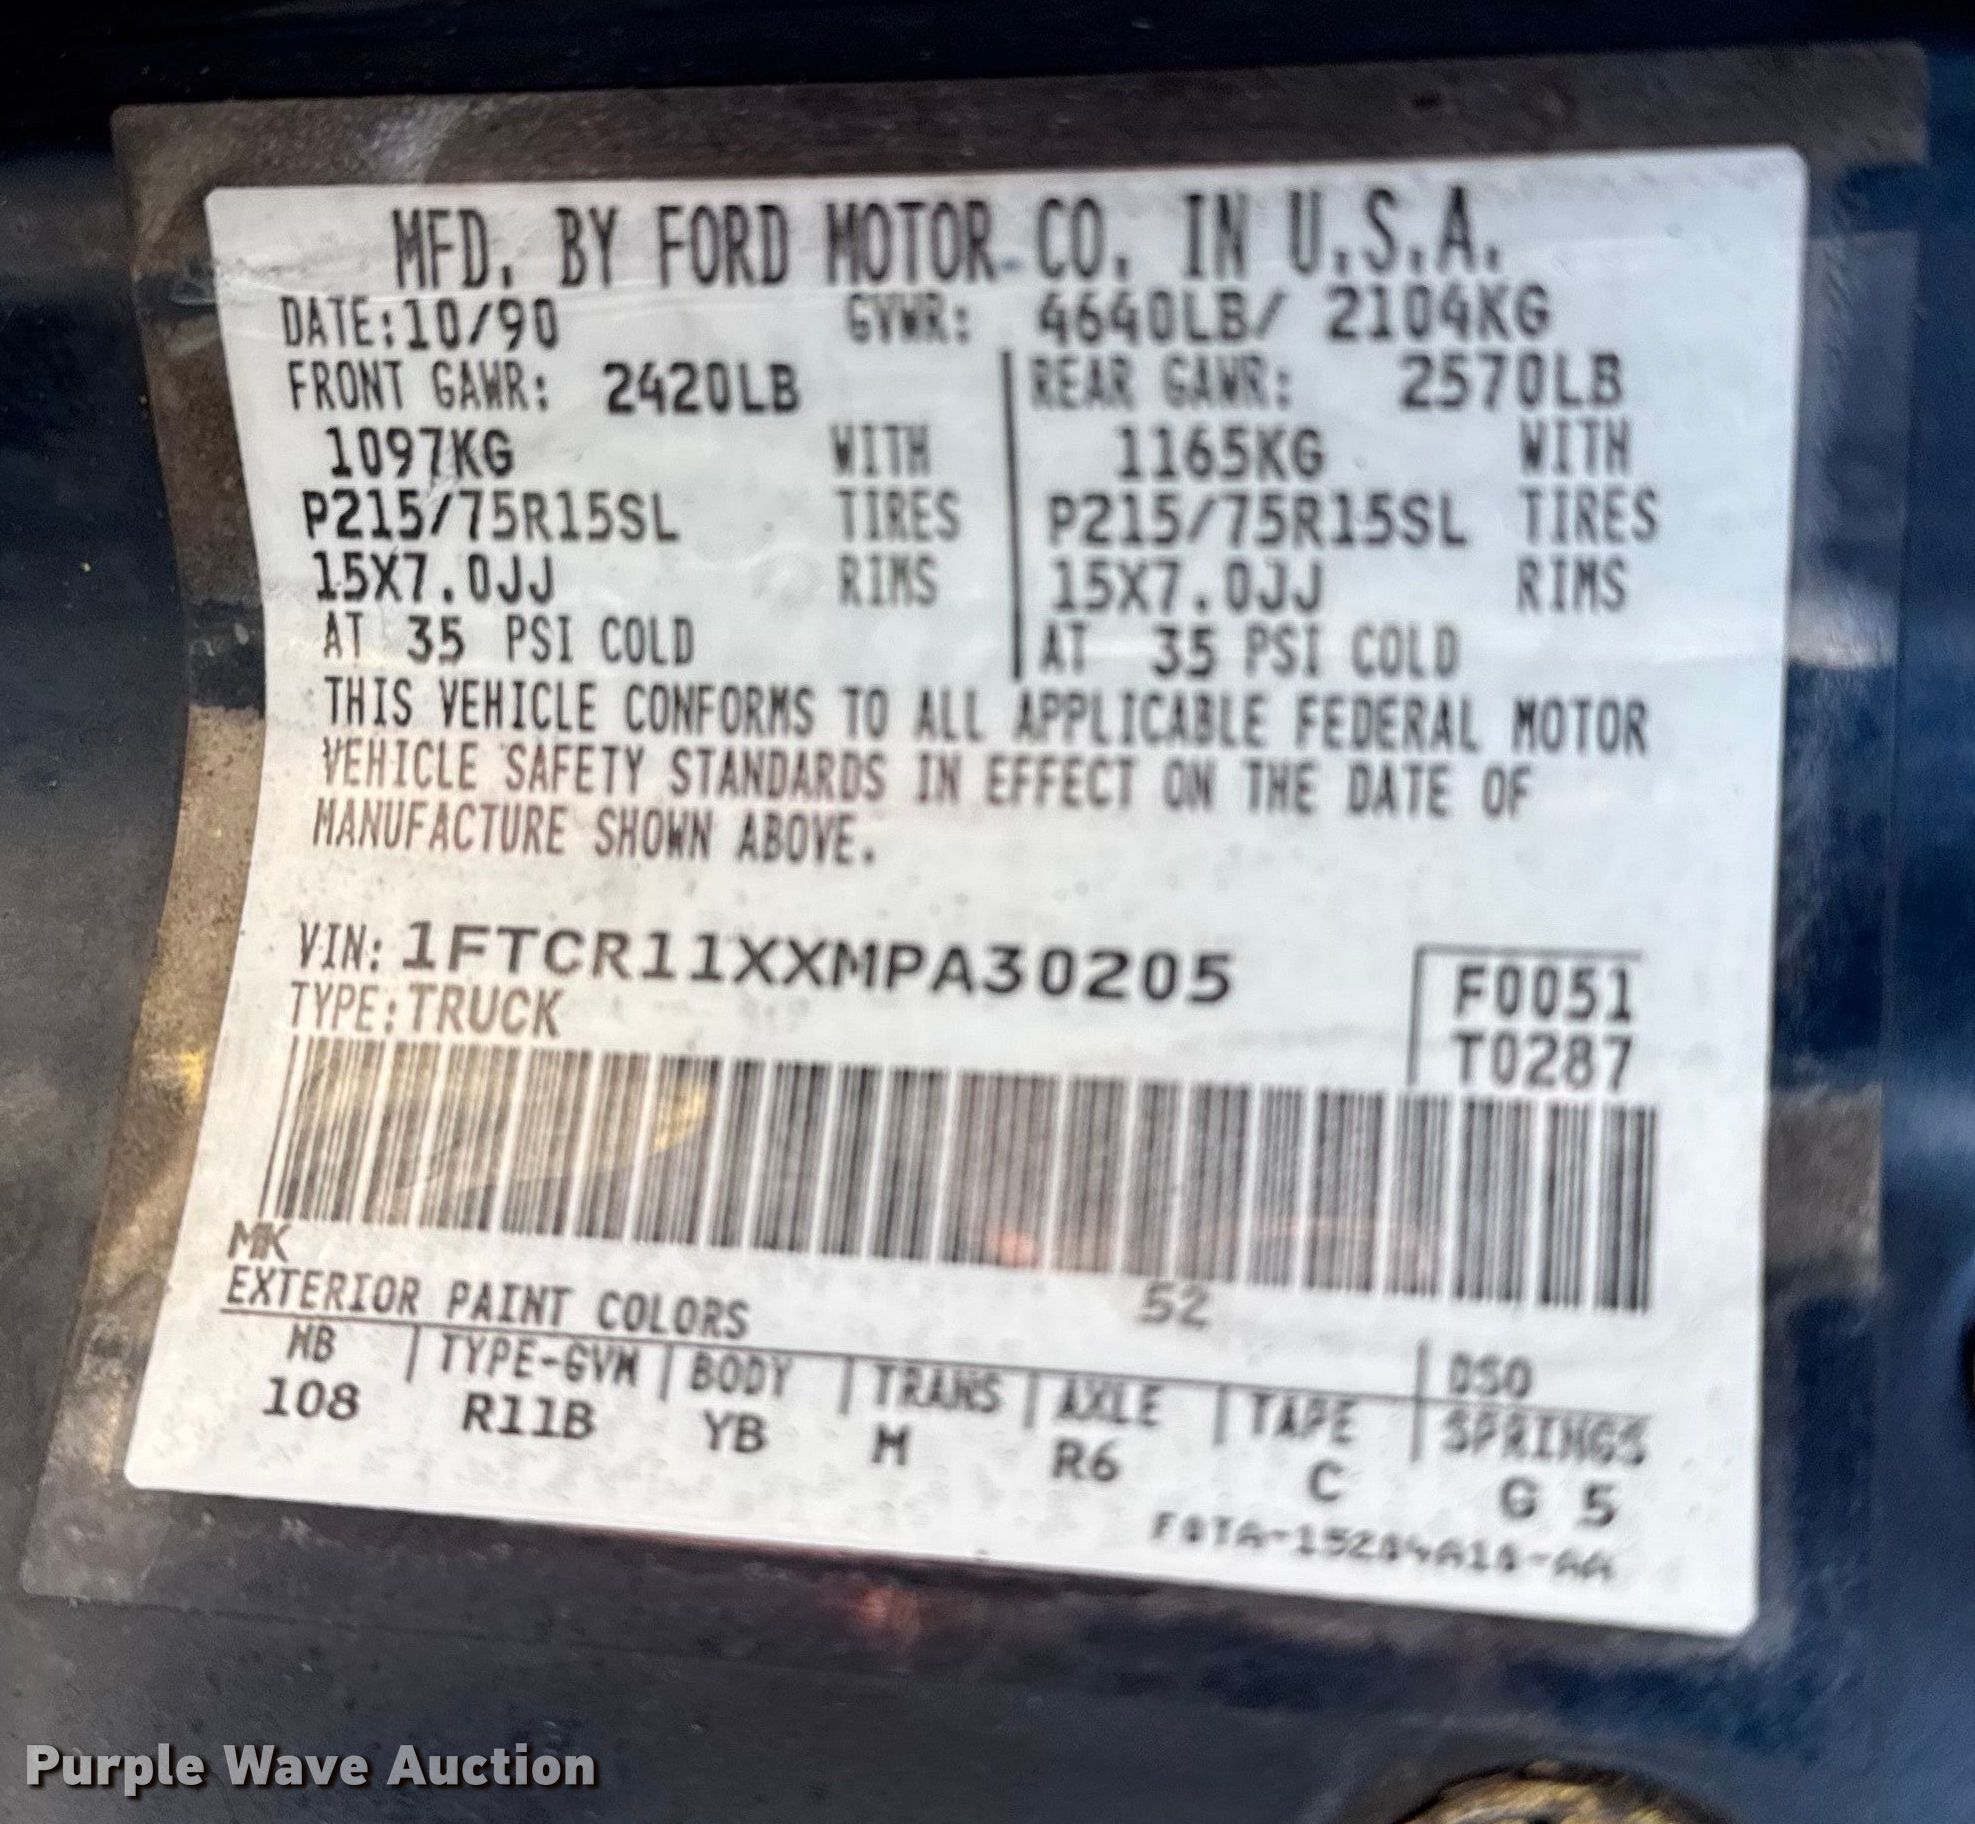 MFD. BY FORD MOTOR CO. IN U.S.A.
DATE:10/90 GVWR: 4640LB/ 2104KG
FRONT GAWR: 2420LB REAR GAWR: 2570LB
1097KG WITH 1165KG WITH
P215/75R15SL TIRES P215/75R15SL TIRES
15X7.0JJ RIMS 15X7.0JJ RIMS
AT 35 PSI COLD AT 35 PSI COLD
THIS VEHICLE CONFORMS TO ALL APPLICABLE FEDERAL MOTOR
VEHICLE SAFETY STANDARDS IN EFFECT ON THE DATE OF
MANUFACTURE SHOWN ABOVE.
VIN: 1FTCR11XXMPA30205 F0051
TYPE:TRUCK T0287
MK
EXTERIOR PAINT COLORS 52 DSO
WB TYPE-GVM BODY TRANS AXLE TAPE SPRINGS
108 R11B YB M R6 C G 5
Purple Wave Auction